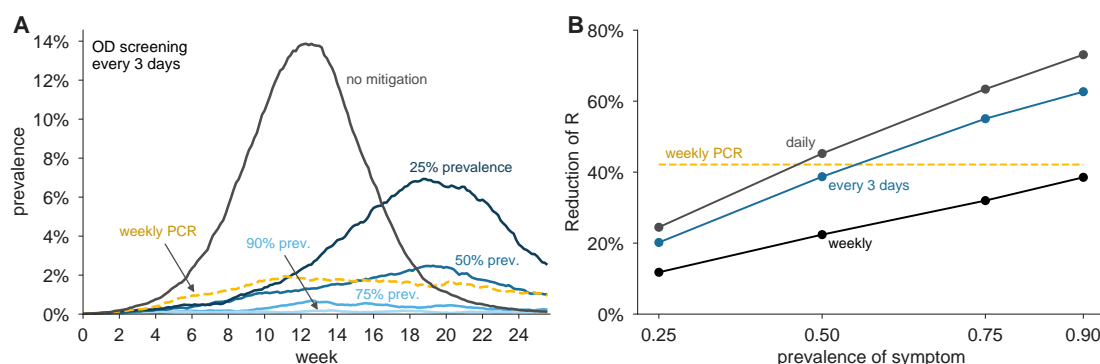 A
OD screening
every 3 days
14%
12%
10%
8%
6%
4%
2%
0%
prevalence
no mitigation
25% prevalence
weekly PCR
90% prev.
50% prev.
75% prev.
0 2 4 6 8 10 12 14 16 18 20 22 24
week
B
80%
60%
40%
20%
0%
Reduction of R
daily
weekly PCR
every 3 days
weekly
0.25 0.50 0.75 0.90
prevalence of symptom